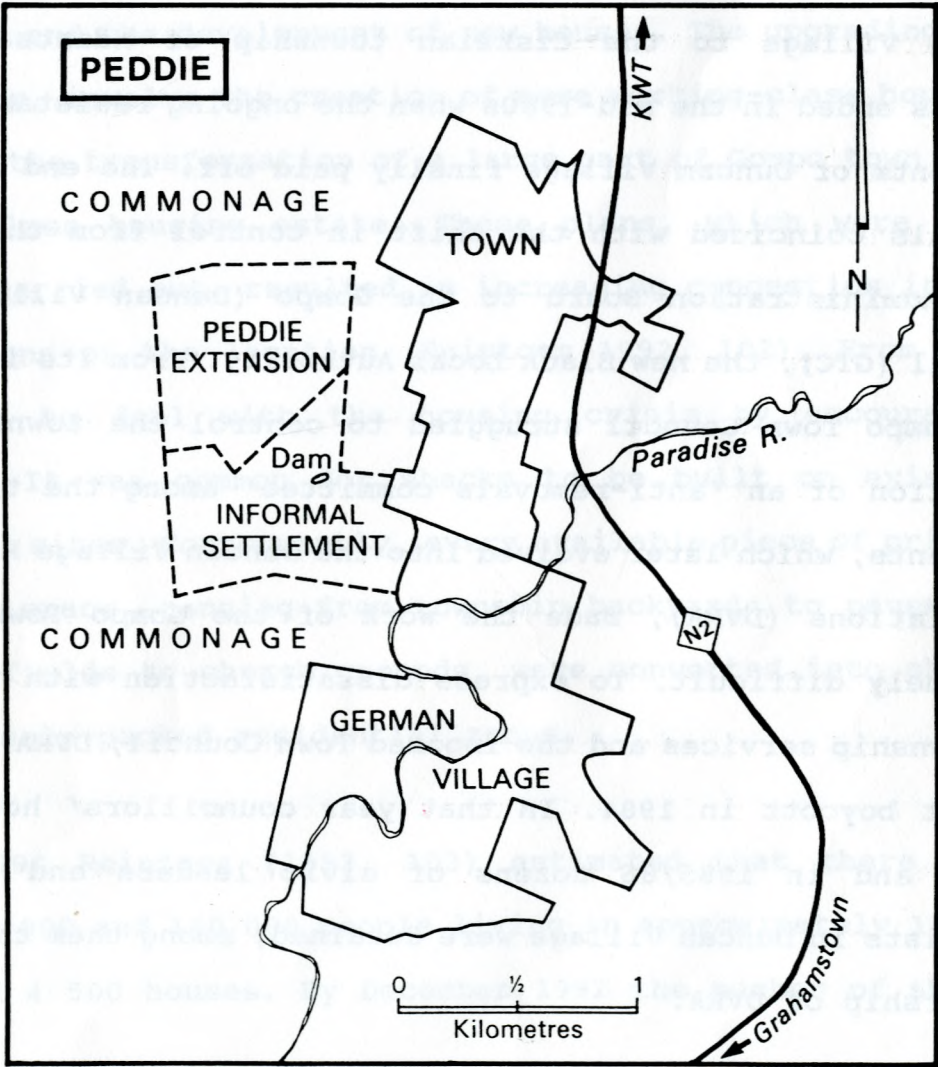 PEDDIE
KWT
COMMONAGE
TOWN
N
PEDDIE
EXTENSION
Paradise R.
Dam
INFORMAL
SETTLEMENT
COMMONAGE
N2
GERMAN
VILLAGE
0 ½ 1
Kilometres
Grahamstown